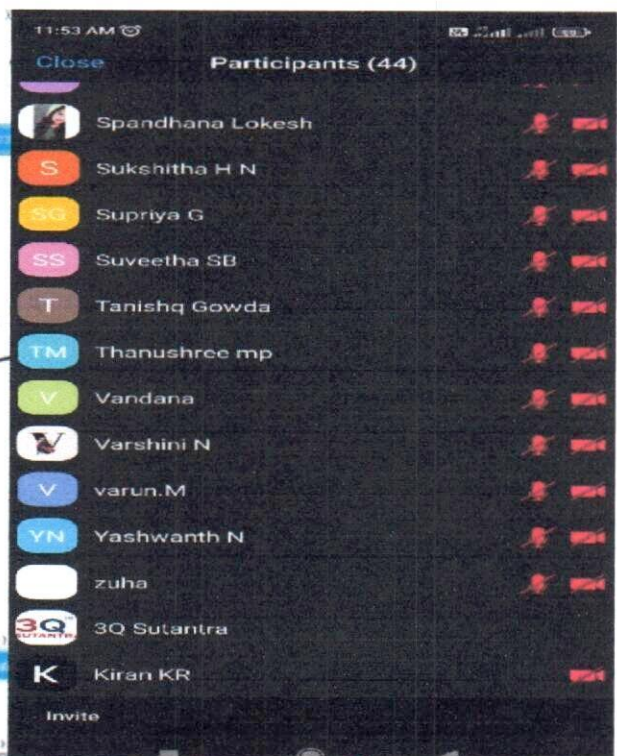 11:53 AM
Close Participants (44)
Spandhana Lokesh
S Sukshitha H N
SG Supriya G
SS Suveetha SB
T Tanishq Gowda
TM Thanushree mp
V Vandana
V Varshini N
V varun.M
YN Yashwanth N
zuha
3Q SUTANTRA 3Q Sutantra
K Kiran KR
Invite